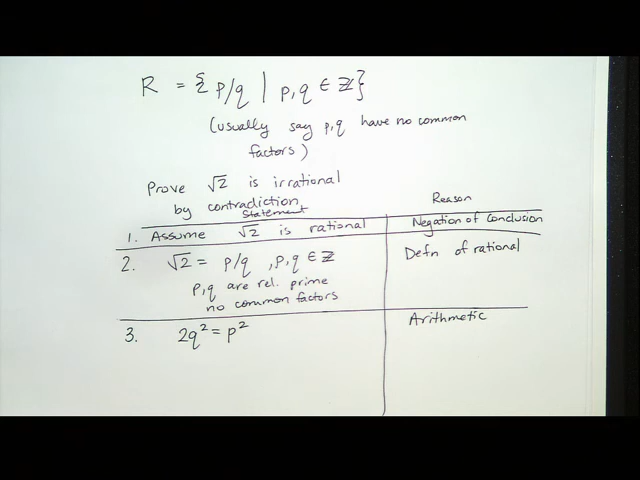 R = { p/q | p, q ∈ ℤ}
(usually say p,q have no common
factors)
Prove √2 is irrational
by contradiction
Statement
Reason
1. Assume √2 is rational
Negation of Conclusion
2. √2 = p/q , p,q ∈ ℤ
Defn of rational
p,q are rel. prime
no common factors
3. 2q² = p²
Arithmetic